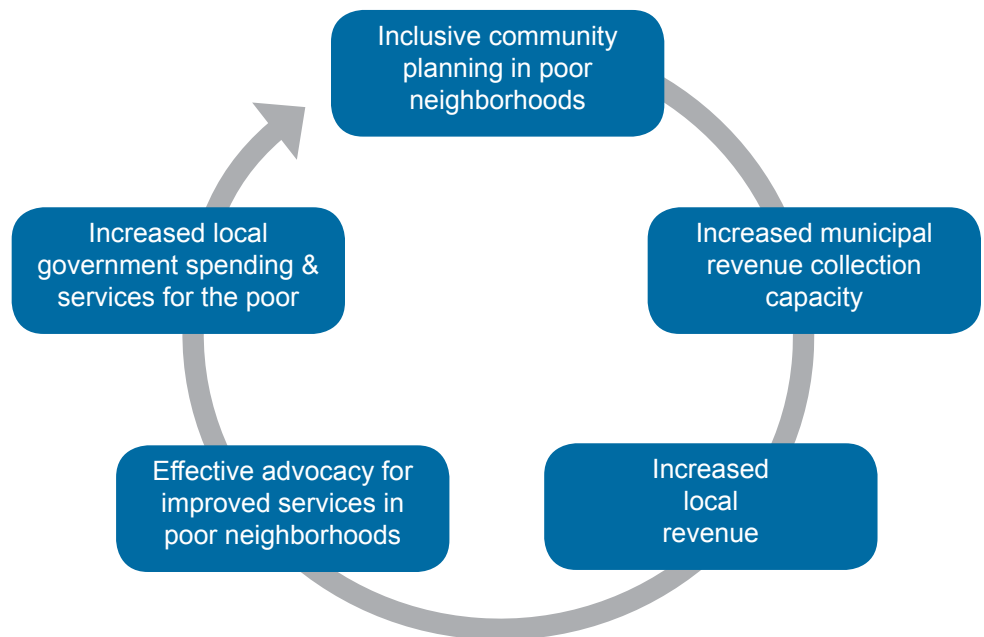 Inclusive community
planning in poor
neighborhoods
Increased municipal
revenue collection
capacity
Increased
local
revenue
Effective advocacy for
improved services in
poor neighborhoods
Increased local
government spending &
services for the poor